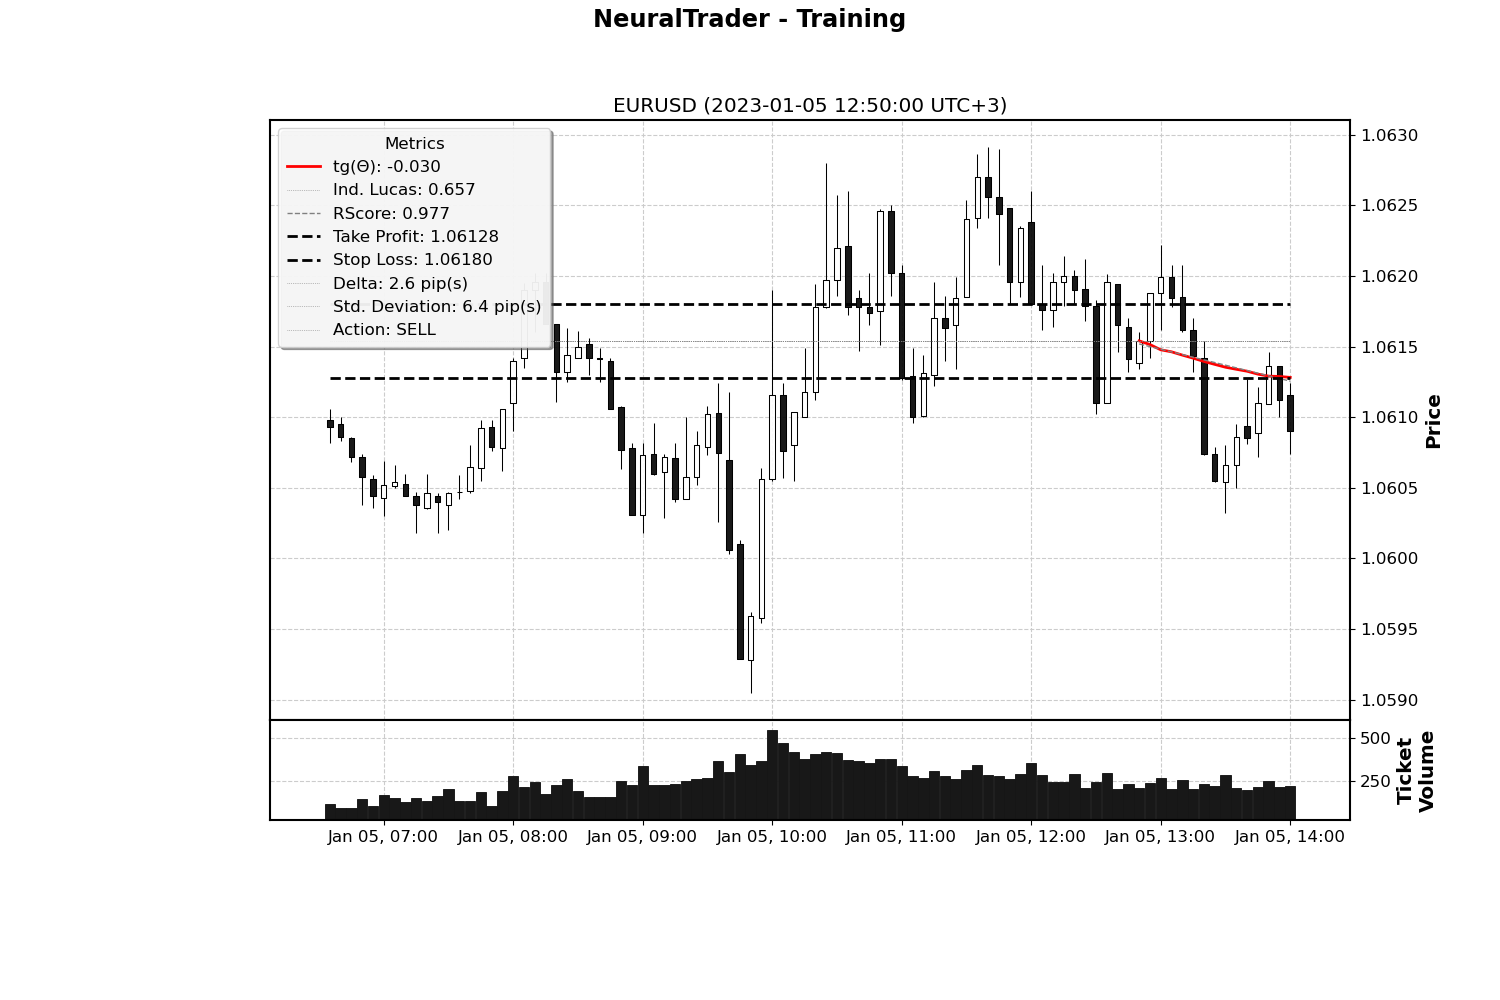 NeuralTrader - Training
EURUSD (2023-01-05 12:50:00 UTC+3)
Metrics
tg(Θ): -0.030
Ind. Lucas: 0.657
RScore: 0.977
Take Profit: 1.06128
Stop Loss: 1.06180
Delta: 2.6 pip(s)
Std. Deviation: 6.4 pip(s)
Action: SELL
1.0630
1.0625
1.0620
1.0615
1.0610
1.0605
1.0600
1.0595
1.0590
Price
500
250
Ticket
Volume
Jan 05, 07:00
Jan 05, 08:00
Jan 05, 09:00
Jan 05, 10:00
Jan 05, 11:00
Jan 05, 12:00
Jan 05, 13:00
Jan 05, 14:00